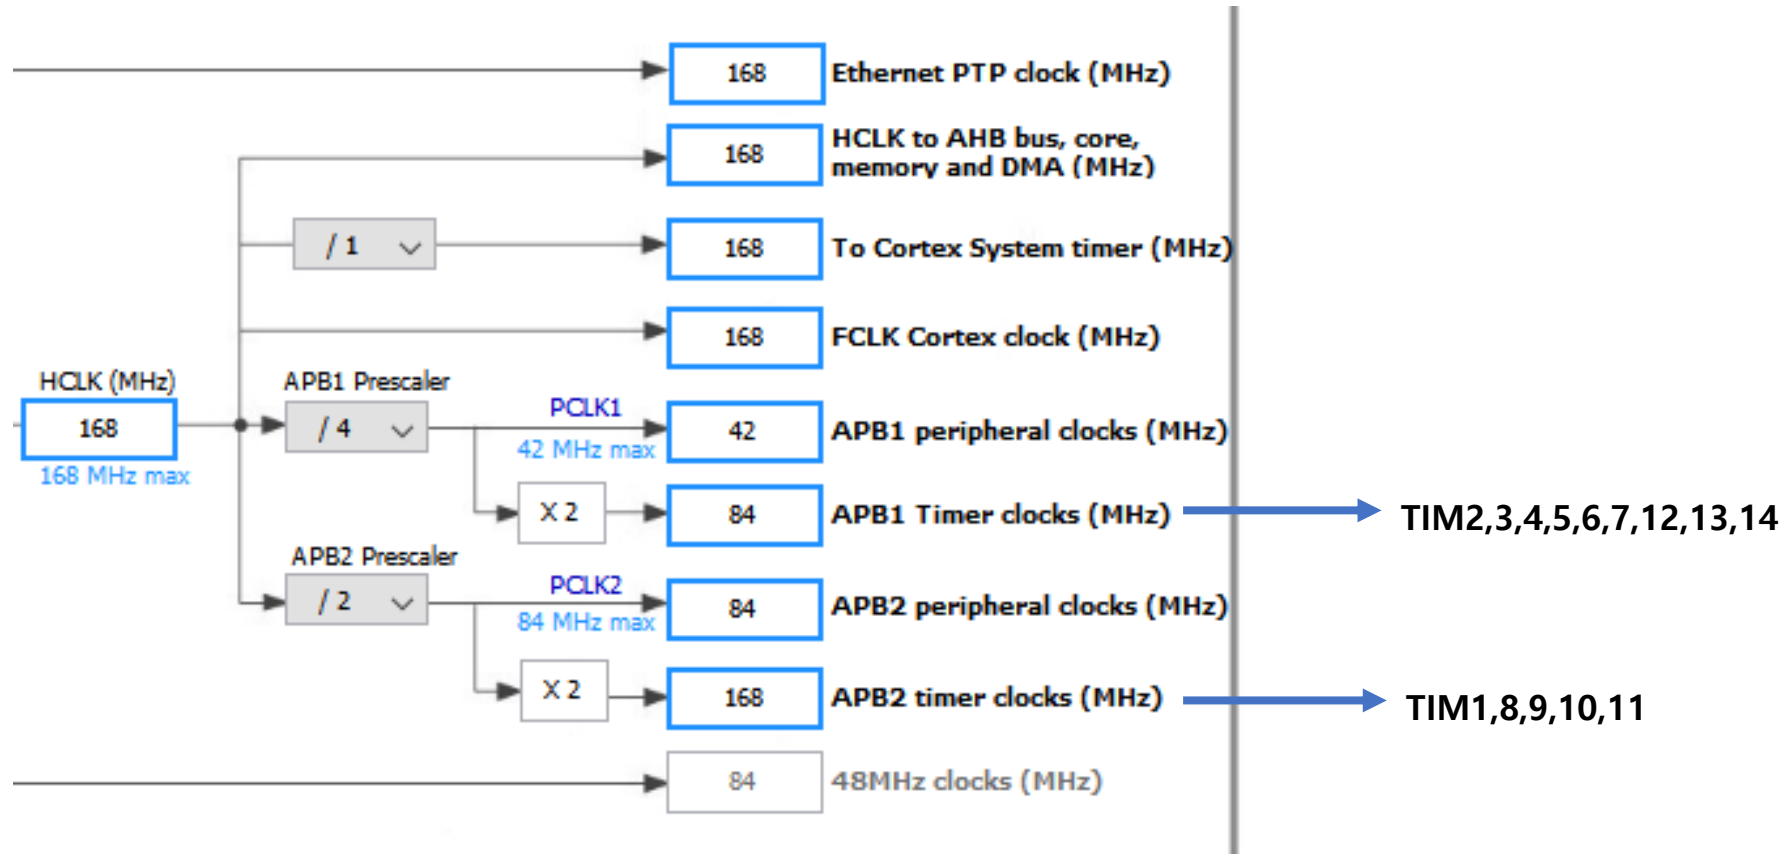 168 Ethernet PTP clock (MHz)
168 HCLK to AHB bus, core,
memory and DMA (MHz)
/ 1 168 To Cortex System timer (MHz)
168 FCLK Cortex clock (MHz)
HCLK (MHz) APB1 Prescaler
168 / 4 PCLK1 42 APB1 peripheral clocks (MHz)
168 MHz max 42 MHz max
X 2 84 APB1 Timer clocks (MHz) TIM2,3,4,5,6,7,12,13,14
APB2 Prescaler
/ 2 PCLK2 84 APB2 peripheral clocks (MHz)
84 MHz max
X 2 168 APB2 timer clocks (MHz) TIM1,8,9,10,11
84 48MHz clocks (MHz)